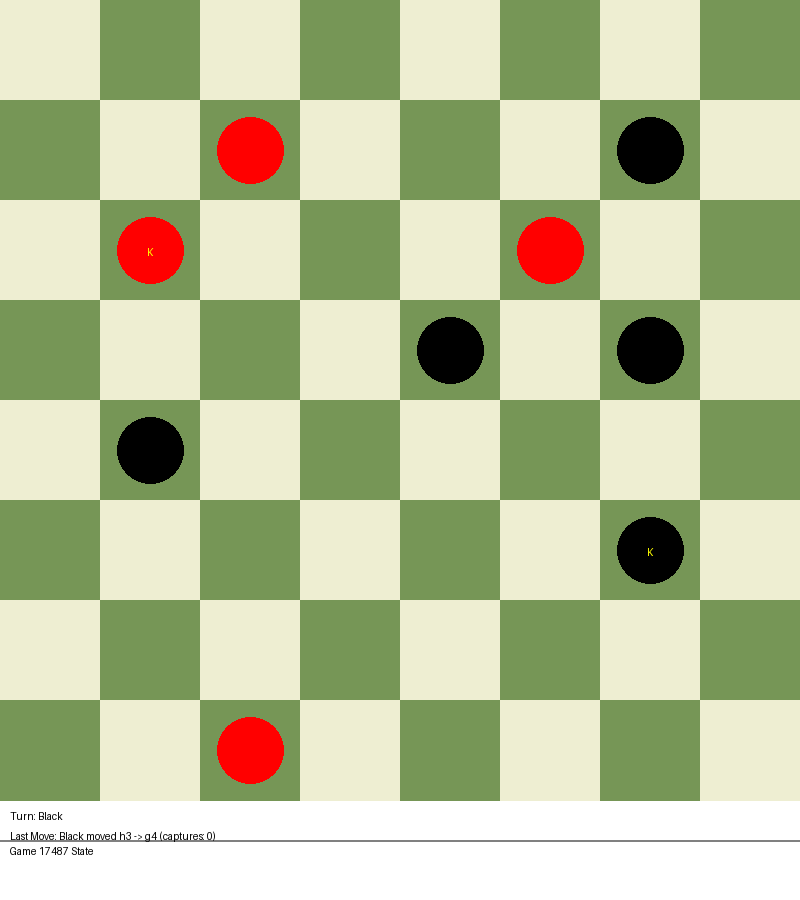 K
K
Turn: Black
Last Move: Black moved h3 -> g4 (captures: 0)
Game 17487 State